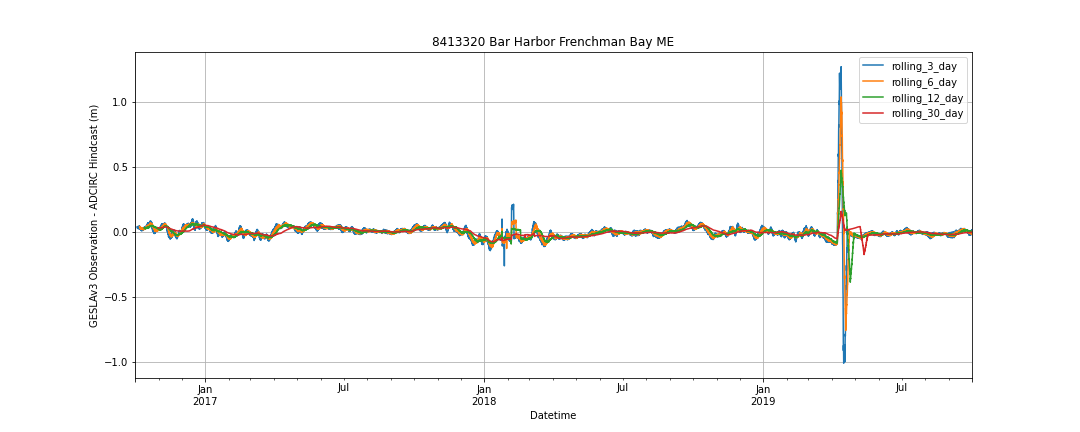 8413320 Bar Harbor Frenchman Bay ME
rolling_3_day
rolling_6_day
rolling_12_day
rolling_30_day
GESLAv3 Observation - ADCIRC Hindcast (m)
1.0
0.5
0.0
−0.5
−1.0
Jan
2017
Jul
Jan
2018
Jul
Jan
2019
Jul
Datetime